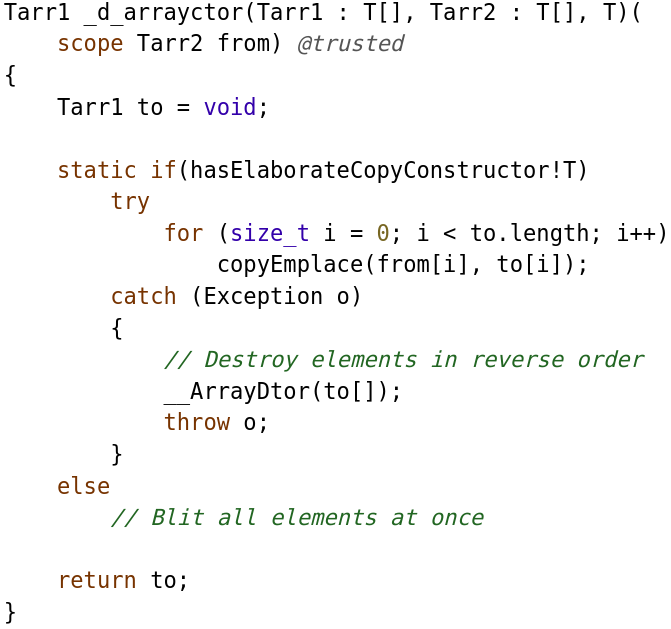 Tarr1 _d_arrayctor(Tarr1 : T[], Tarr2 : T[], T)(
    scope Tarr2 from) @trusted
{
    Tarr1 to = void;

    static if(hasElaborateCopyConstructor!T)
        try
            for (size_t i = 0; i < to.length; i++)
                copyEmplace(from[i], to[i]);
        catch (Exception o)
        {
            // Destroy elements in reverse order
            __ArrayDtor(to[]);
            throw o;
        }
    else
        // Blit all elements at once

    return to;
}